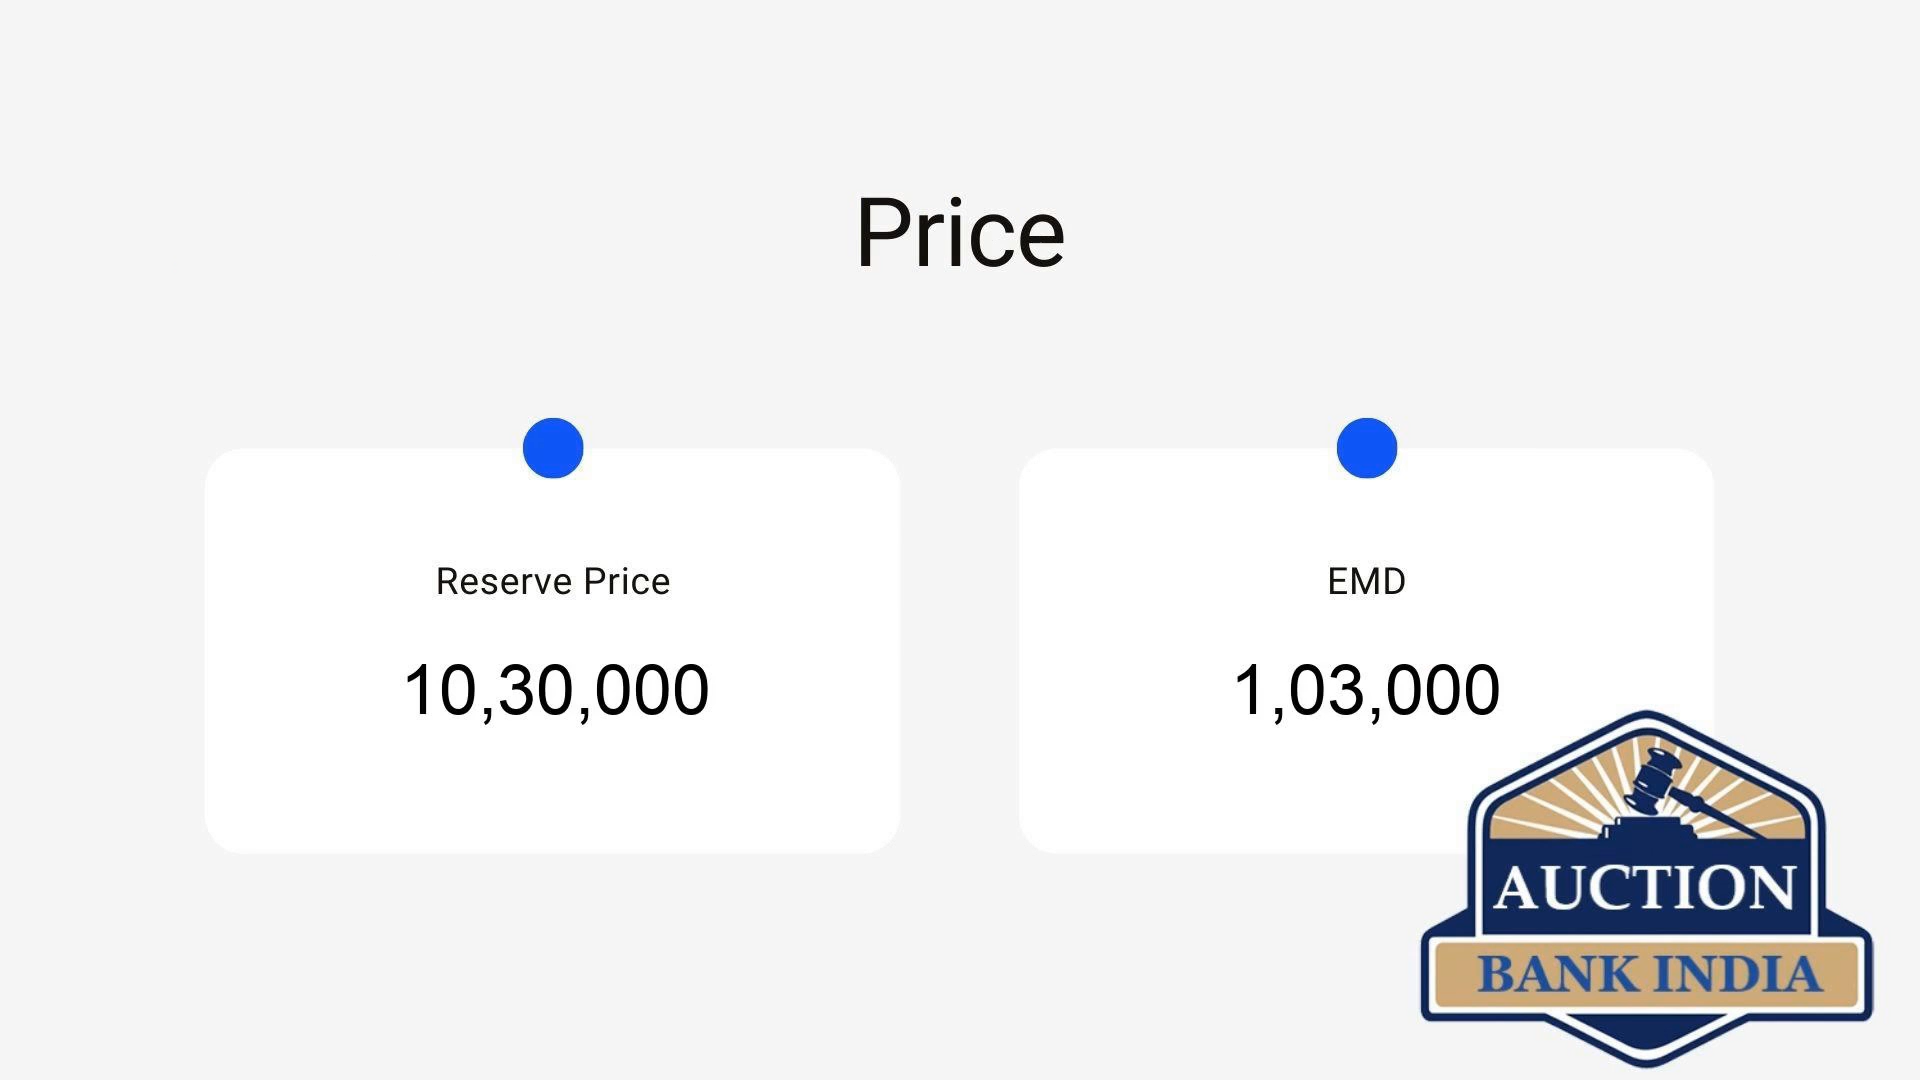 Price
Reserve Price
10,30,000
EMD
1,03,000
AUCTION
BANK INDIA